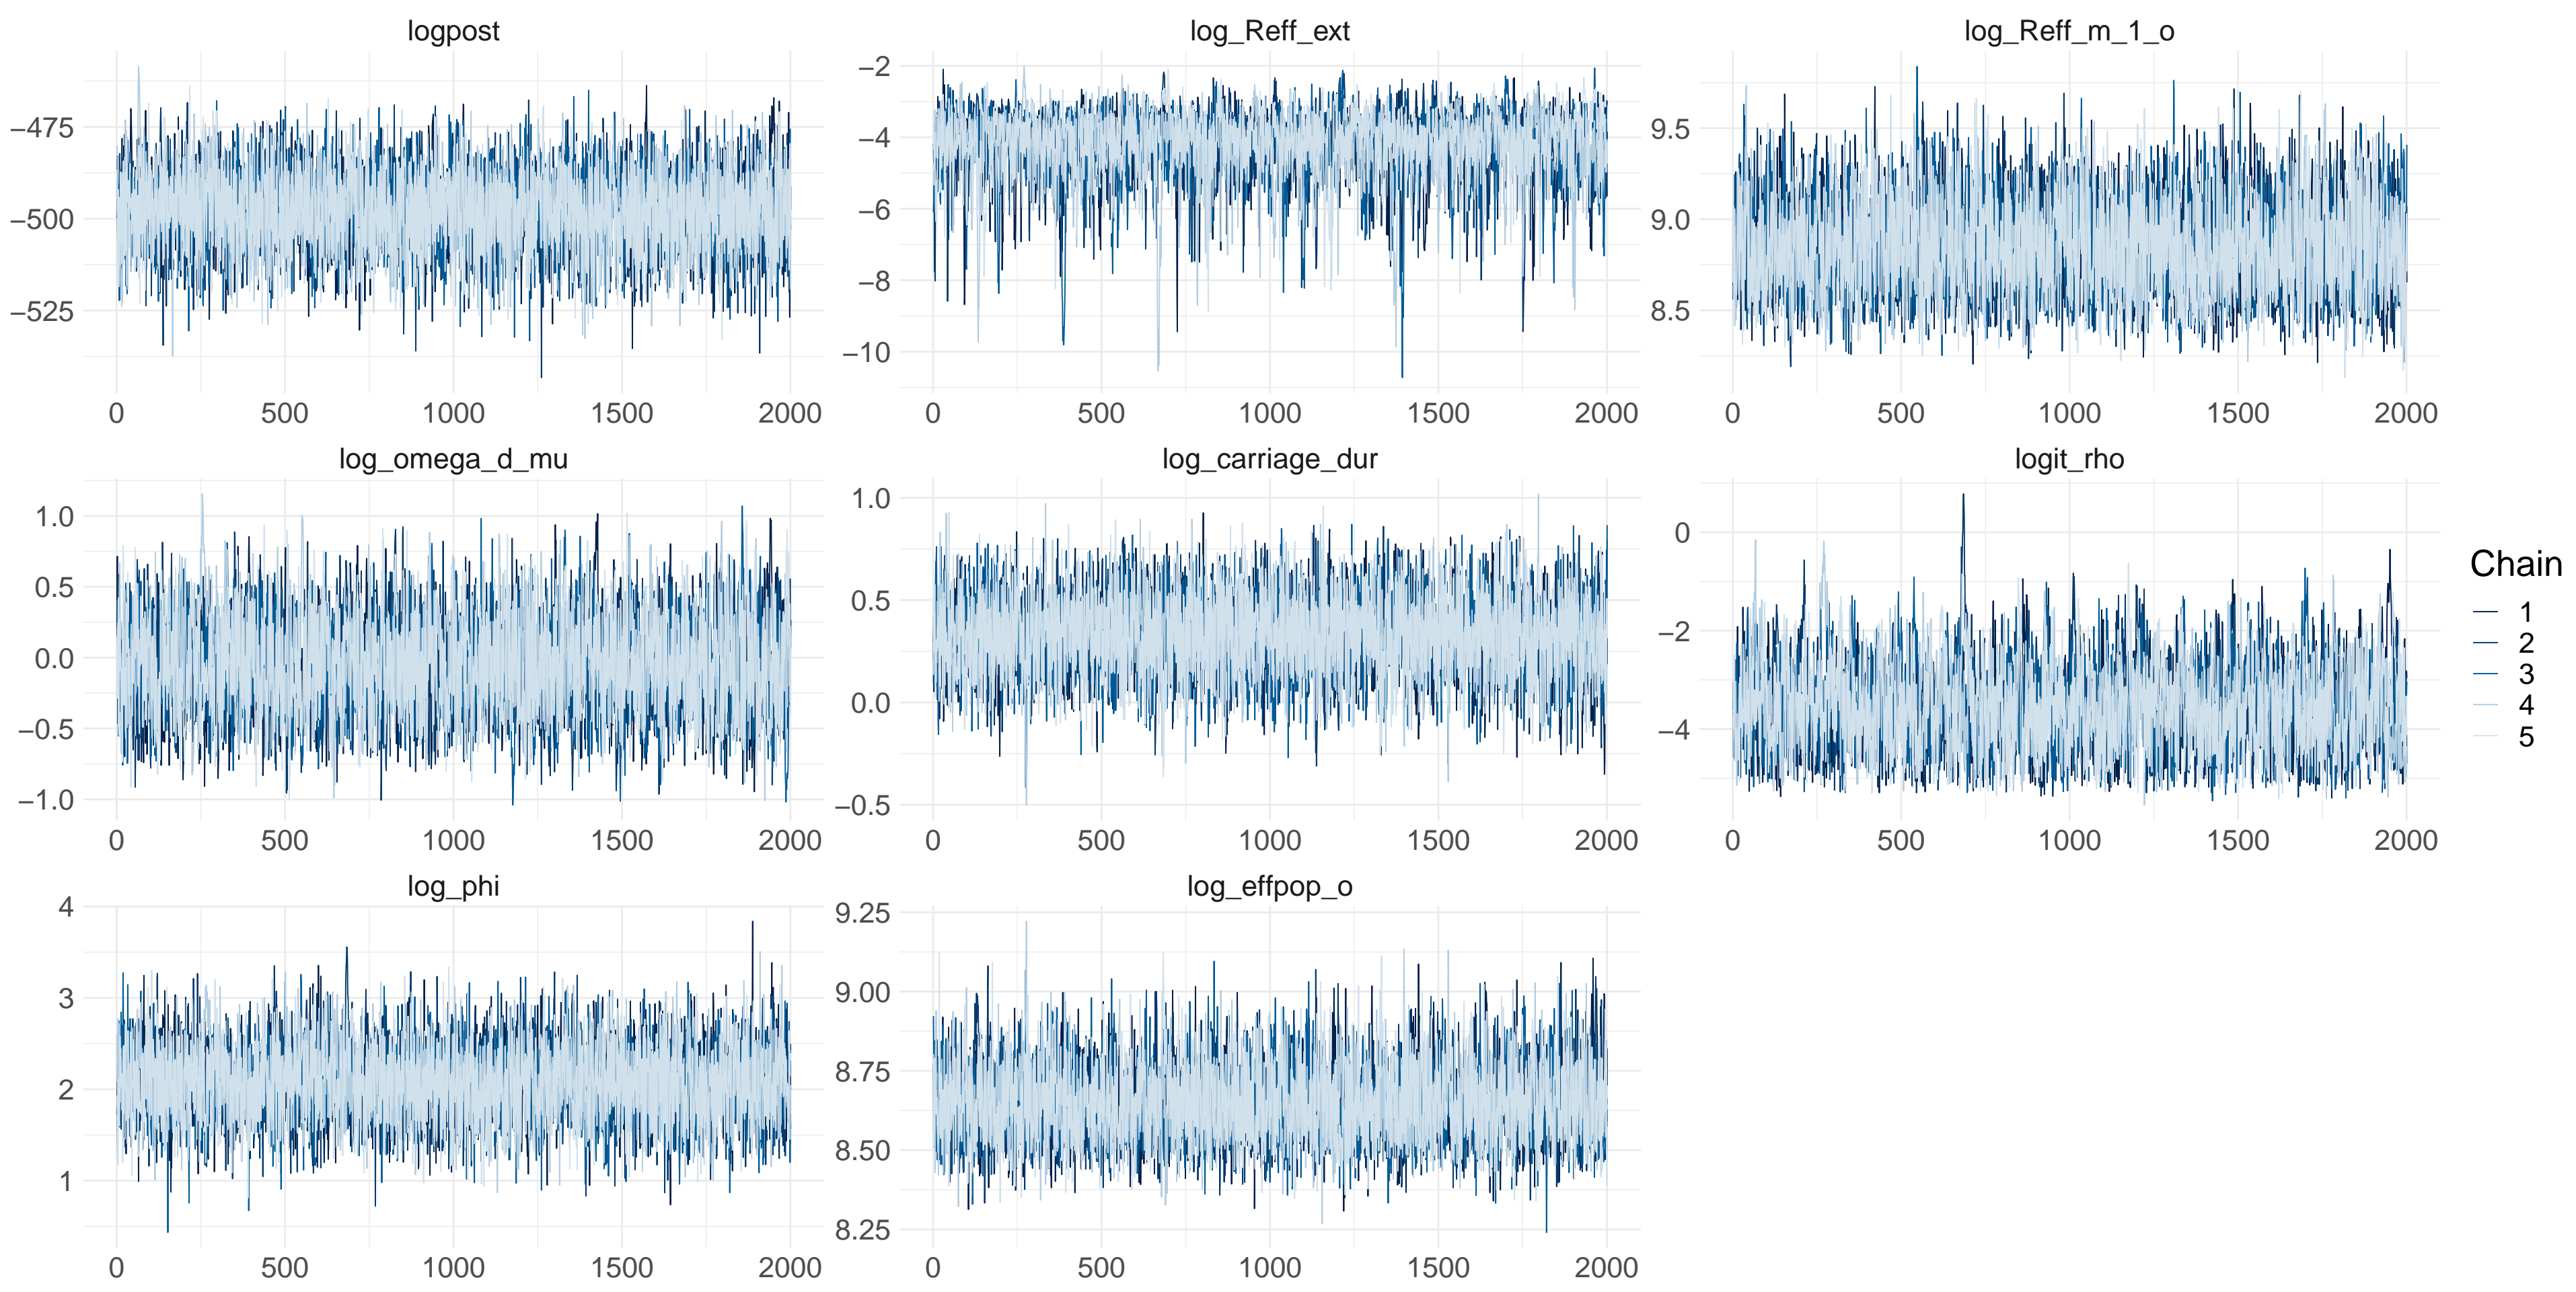 logpost
−475
−500
−525
0 500 1000 1500 2000
log_Reff_ext
−2
−4
−6
−8
−10
0 500 1000 1500 2000
log_Reff_m_1_o
9.5
9.0
8.5
0 500 1000 1500 2000
log_omega_d_mu
1.0
0.5
0.0
−0.5
−1.0
0 500 1000 1500 2000
log_carriage_dur
1.0
0.5
0.0
−0.5
0 500 1000 1500 2000
logit_rho
0
−2
−4
0 500 1000 1500 2000
log_phi
4
3
2
1
0 500 1000 1500 2000
log_effpop_o
9.25
9.00
8.75
8.50
8.25
0 500 1000 1500 2000
Chain
1
2
3
4
5